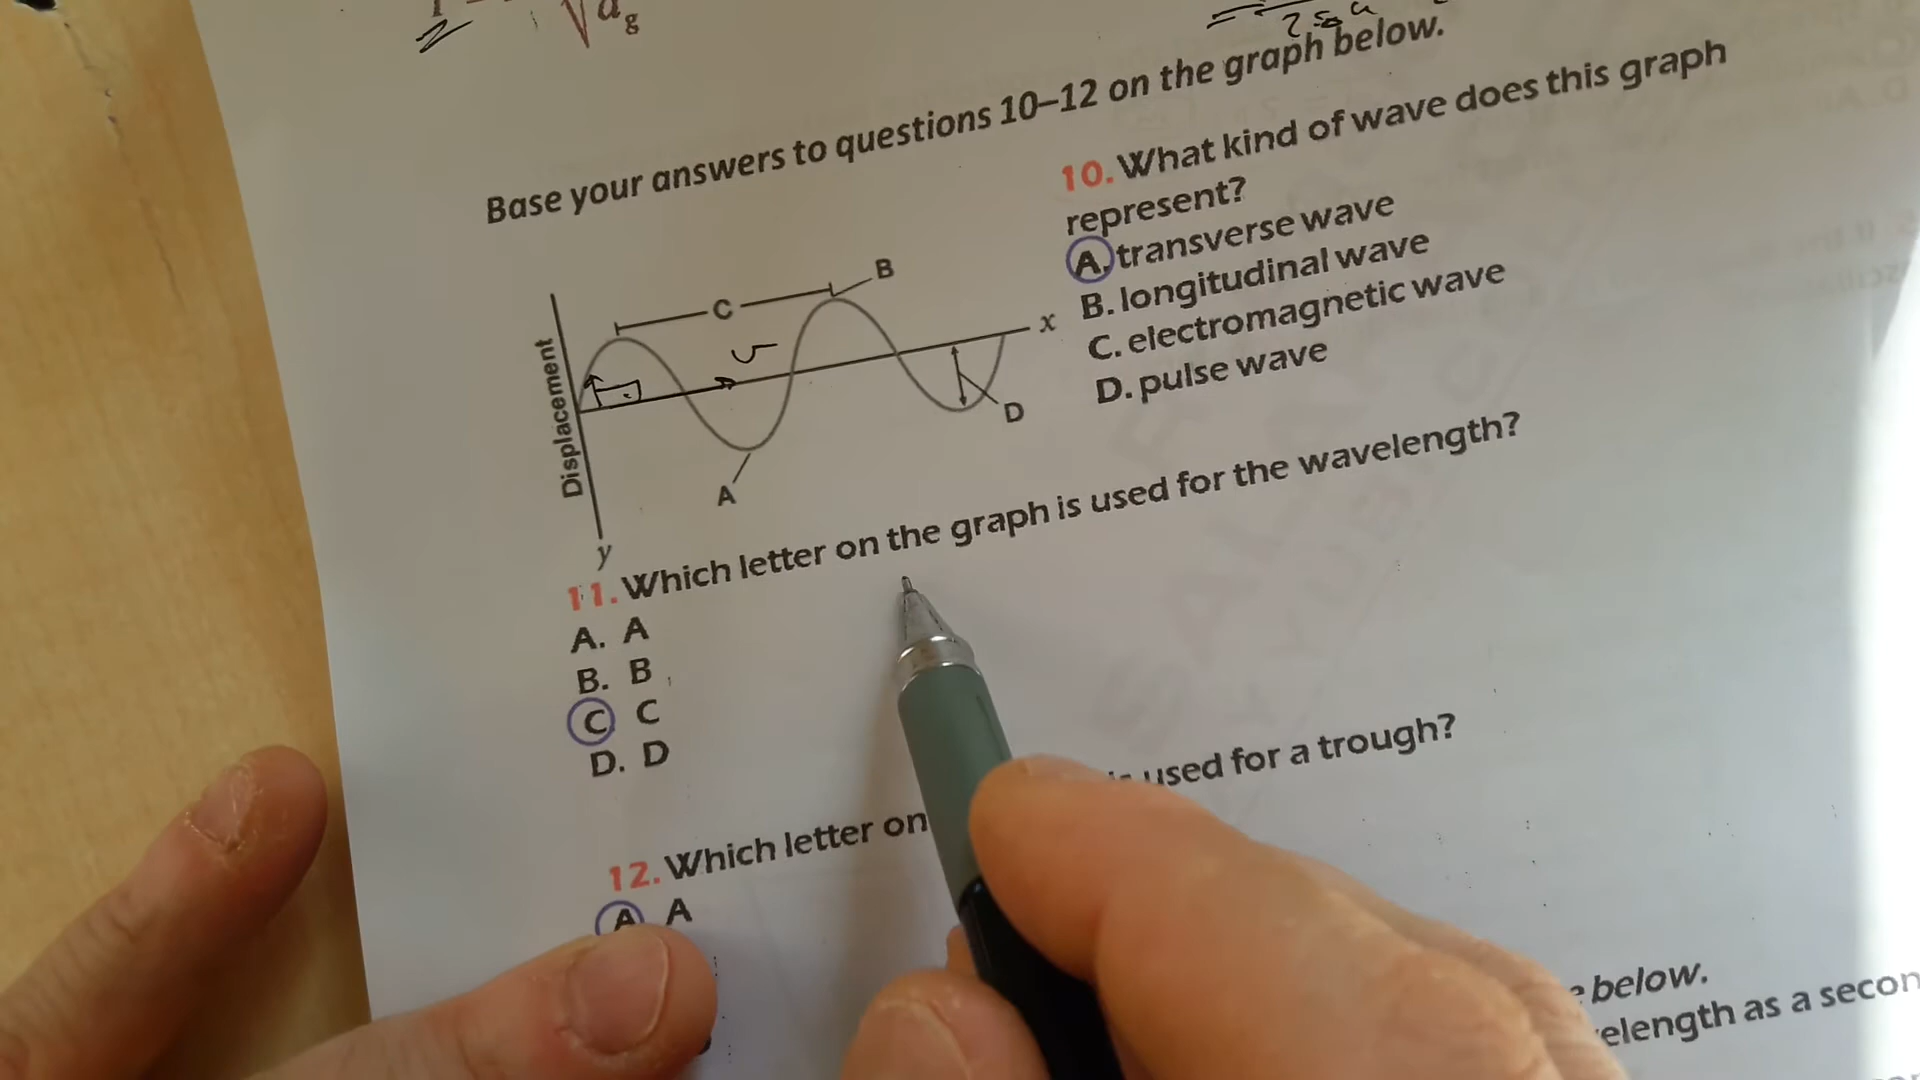 Base your answers to questions 10–12 on the graph below.
10. What kind of wave does this graph
represent?
A. transverse wave
B. longitudinal wave
C. electromagnetic wave
D. pulse wave
Displacement
C
B
x
v
D
A
y
11. Which letter on the graph is used for the wavelength?
A. A
B. B
C C
D. D
12. Which letter on used for a trough?
A A
below.
as a